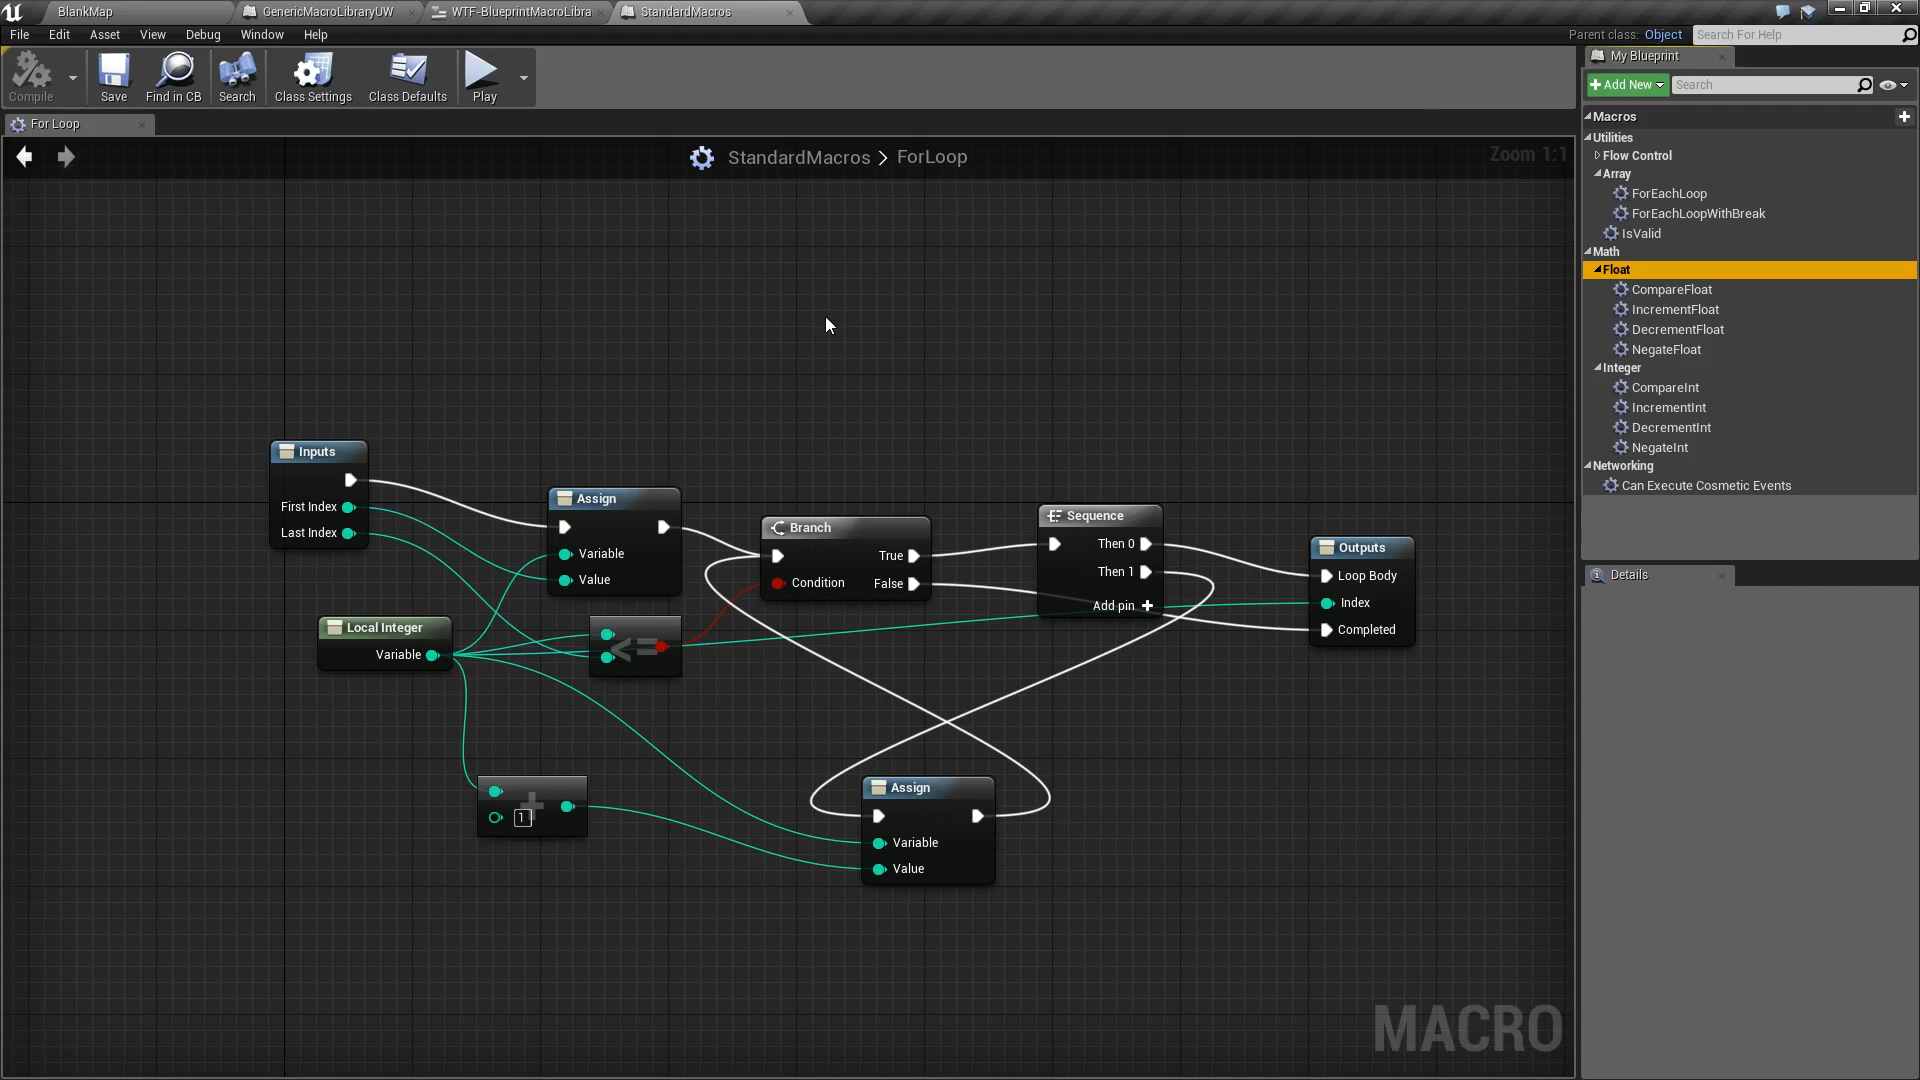 BlankMap
GenericMacroLibraryUW
WTF-BlueprintMacroLibra
StandardMacros
File
Edit
Asset
View
Debug
Window
Help
Parent class: Object
Search For Help
Compile
Save
Find in CB
Search
Class Settings
Class Defaults
Play
My Blueprint
Add New
Search
For Loop
StandardMacros > ForLoop
Zoom 1:1
Macros
Utilities
Flow Control
Array
ForEachLoop
ForEachLoopWithBreak
IsValid
Math
Float
CompareFloat
IncrementFloat
DecrementFloat
NegateFloat
Integer
CompareInt
IncrementInt
DecrementInt
NegateInt
Networking
Can Execute Cosmetic Events
Details
Inputs
First Index
Last Index
Assign
Variable
Value
Branch
True
Condition
False
Sequence
Then 0
Then 1
Add pin +
Outputs
Loop Body
Index
Completed
Local Integer
Variable
<=
+
1
Assign
Variable
Value
MACRO